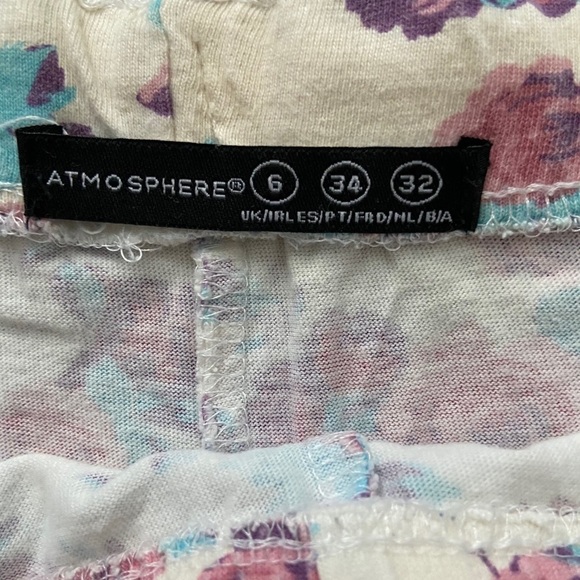 ATMOSPHERE® 6 34 32
UK/IRL ES/PT/FR D/NL/B/A